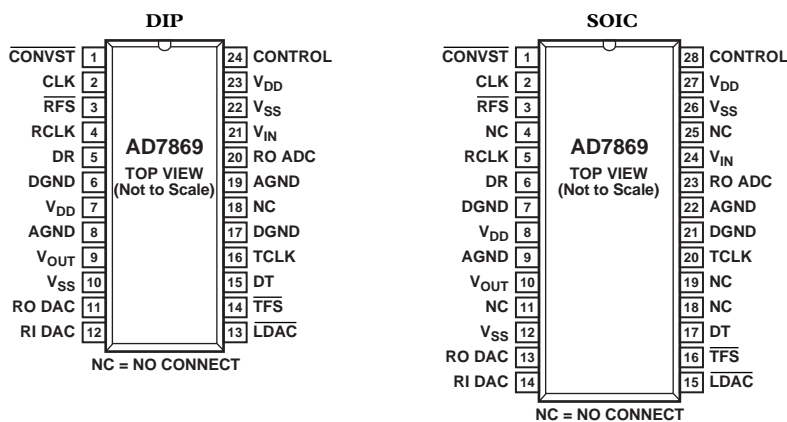 DIP
CONVST 1 24 CONTROL
CLK 2 23 VDD
RFS 3 22 VSS
RCLK 4 21 VIN
DR 5 20 RO ADC
DGND 6 19 AGND
VDD 7 18 NC
AGND 8 17 DGND
VOUT 9 16 TCLK
VSS 10 15 DT
RO DAC 11 14 TFS
RI DAC 12 13 LDAC
AD7869
TOP VIEW
(Not to Scale)
NC = NO CONNECT
SOIC
CONVST 1 28 CONTROL
CLK 2 27 VDD
RFS 3 26 VSS
NC 4 25 NC
RCLK 5 24 VIN
DR 6 23 RO ADC
DGND 7 22 AGND
VDD 8 21 DGND
AGND 9 20 TCLK
VOUT 10 19 NC
NC 11 18 NC
VSS 12 17 DT
RO DAC 13 16 TFS
RI DAC 14 15 LDAC
AD7869
TOP VIEW
(Not to Scale)
NC = NO CONNECT